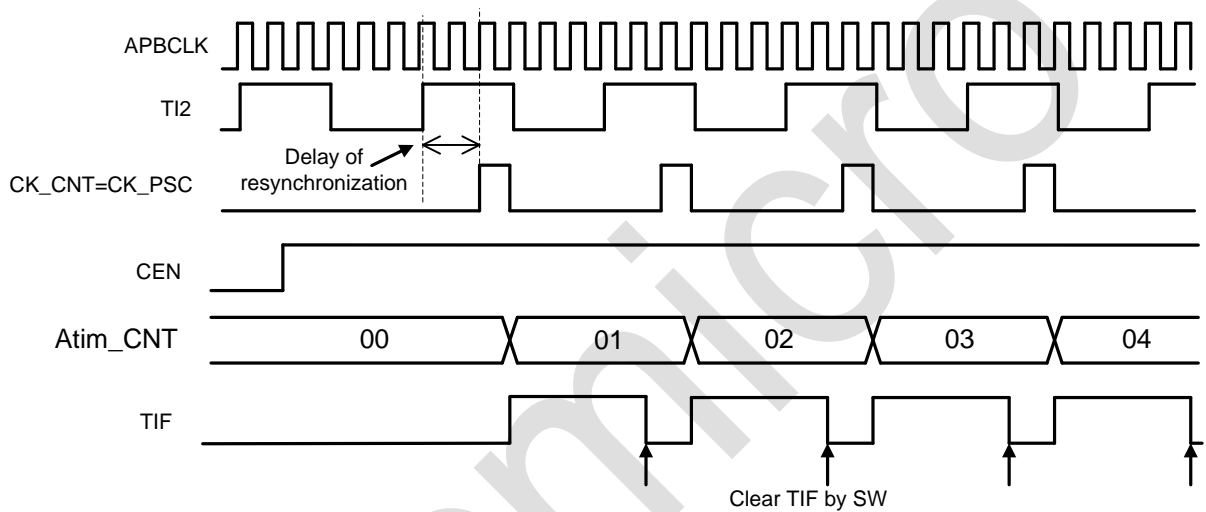 APBCLK
TI2
Delay of
resynchronization
CK_CNT=CK_PSC
CEN
Atim_CNT
00 01 02 03 04
TIF
Clear TIF by SW
micro